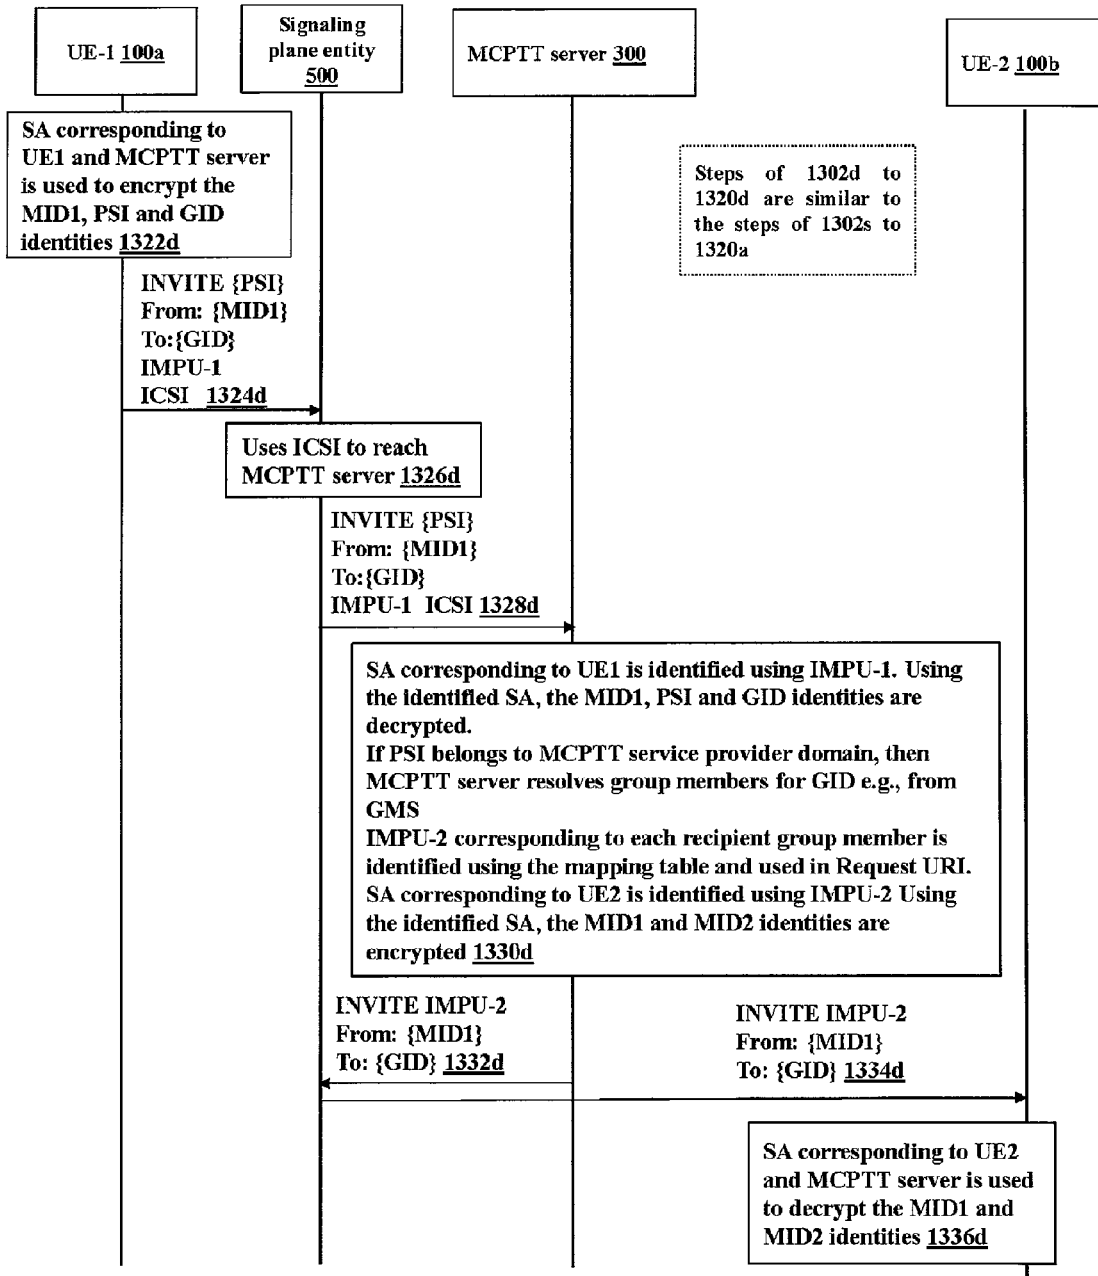 UE-1 100a
Signaling
plane entity
500
MCPTT server 300
UE-2 100b
SA corresponding to
UE1 and MCPTT server
is used to encrypt the
MID1, PSI and GID
identities 1322d
Steps of 1302d to
1320d are similar to
the steps of 1302s to
1320a
INVITE {PSI}
From: {MID1}
To:{GID}
IMPU-1
ICSI 1324d
Uses ICSI to reach
MCPTT server 1326d
INVITE {PSI}
From: {MID1}
To:{GID}
IMPU-1 ICSI 1328d
SA corresponding to UE1 is identified using IMPU-1. Using
the identified SA, the MID1, PSI and GID identities are
decrypted.
If PSI belongs to MCPTT service provider domain, then
MCPTT server resolves group members for GID e.g., from
GMS
IMPU-2 corresponding to each recipient group member is
identified using the mapping table and used in Request URI.
SA corresponding to UE2 is identified using IMPU-2 Using
the identified SA, the MID1 and MID2 identities are
encrypted 1330d
INVITE IMPU-2
From: {MID1}
To: {GID} 1332d
INVITE IMPU-2
From: {MID1}
To: {GID} 1334d
SA corresponding to UE2
and MCPTT server is used
to decrypt the MID1 and
MID2 identities 1336d